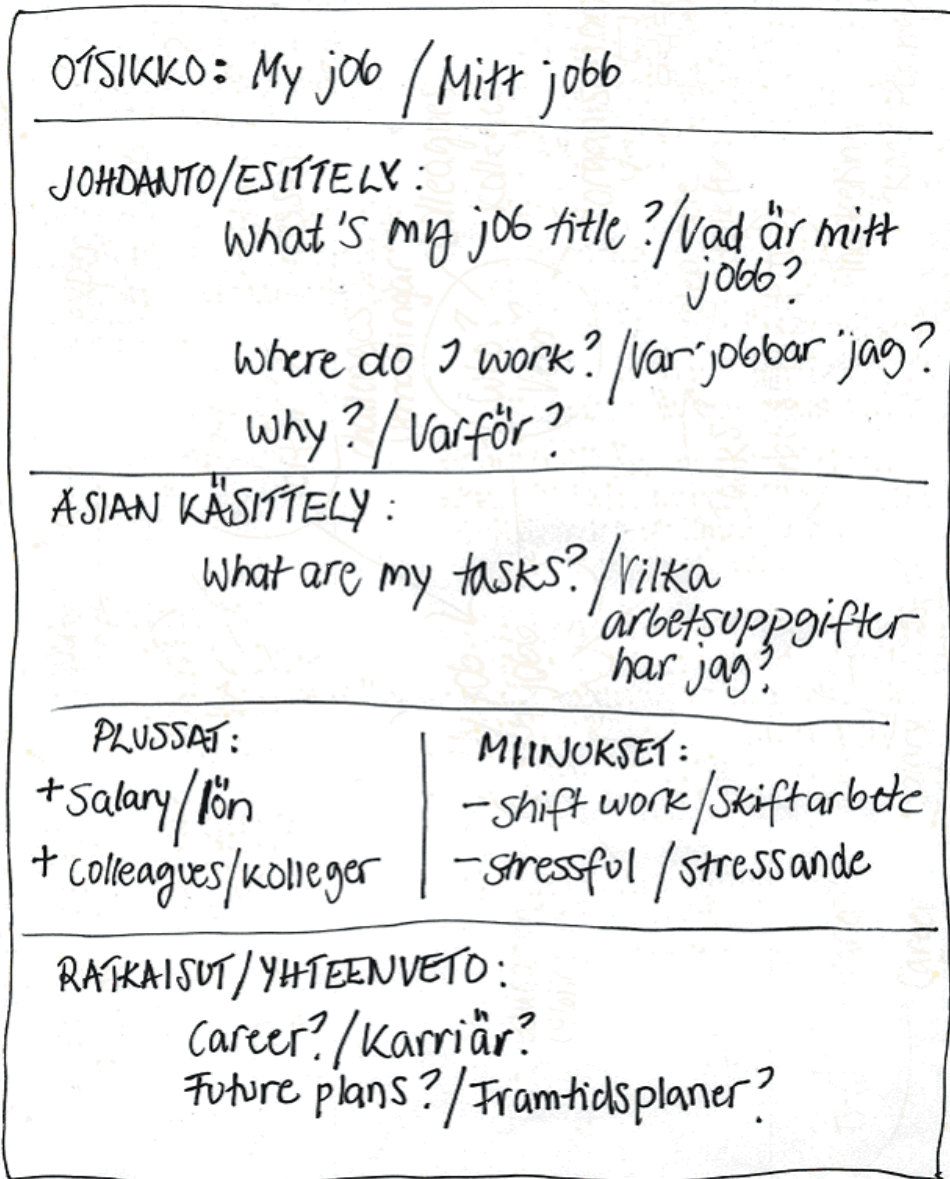 OTSIKKO: My job / Mitt jobb
JOHDANTO/ESITTELY:
What's my job title?/Vad är mitt
jobb?
Where do I work?/Var jobbar jag?
Why?/Varför?
ASIAN KÄSITTELY:
What are my tasks?/Vilka
arbetsuppgifter
har jag?
PLUSSAT:
+ Salary/lön
+ Colleagues/kolleger
MIINUKSET:
- Shift work/Skiftarbete
- Stressful/stressande
RATKAISUT/YHTEENVETO:
Career?/Karriär?
Future plans?/Framtidsplaner?